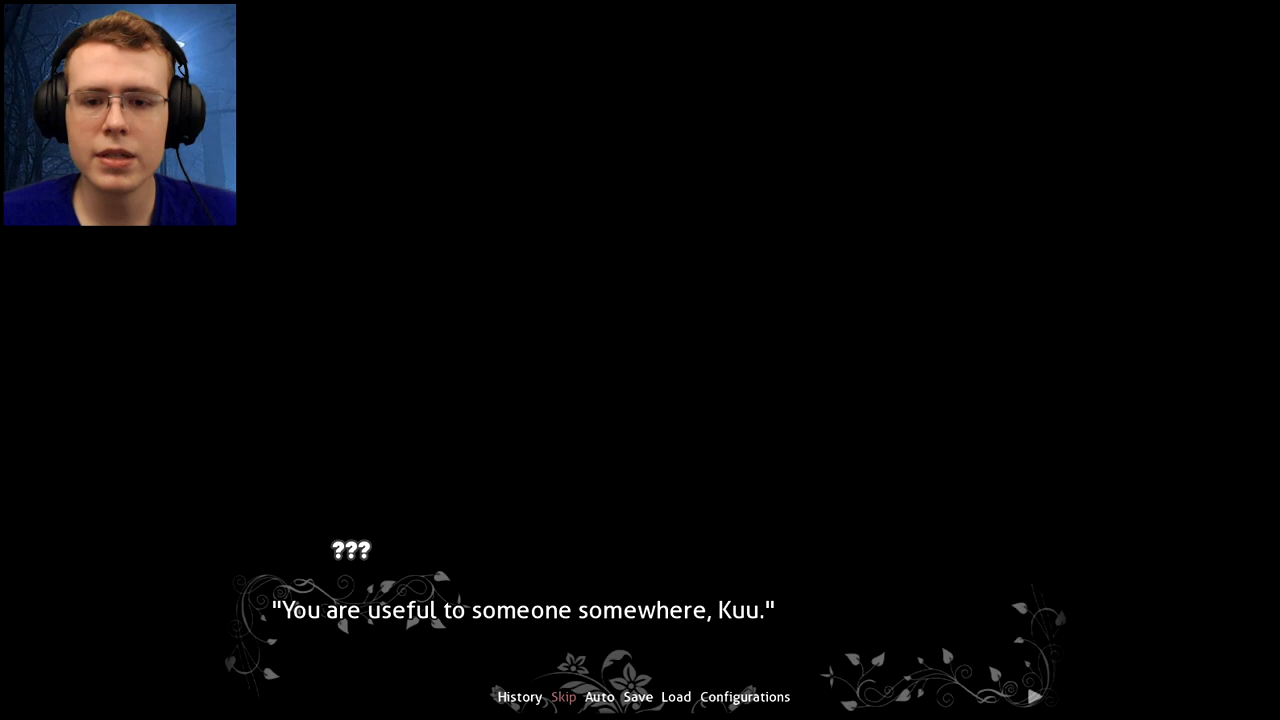 ???
"You are useful to someone somewhere, Kuu."
History Skip Auto Save Load Configurations